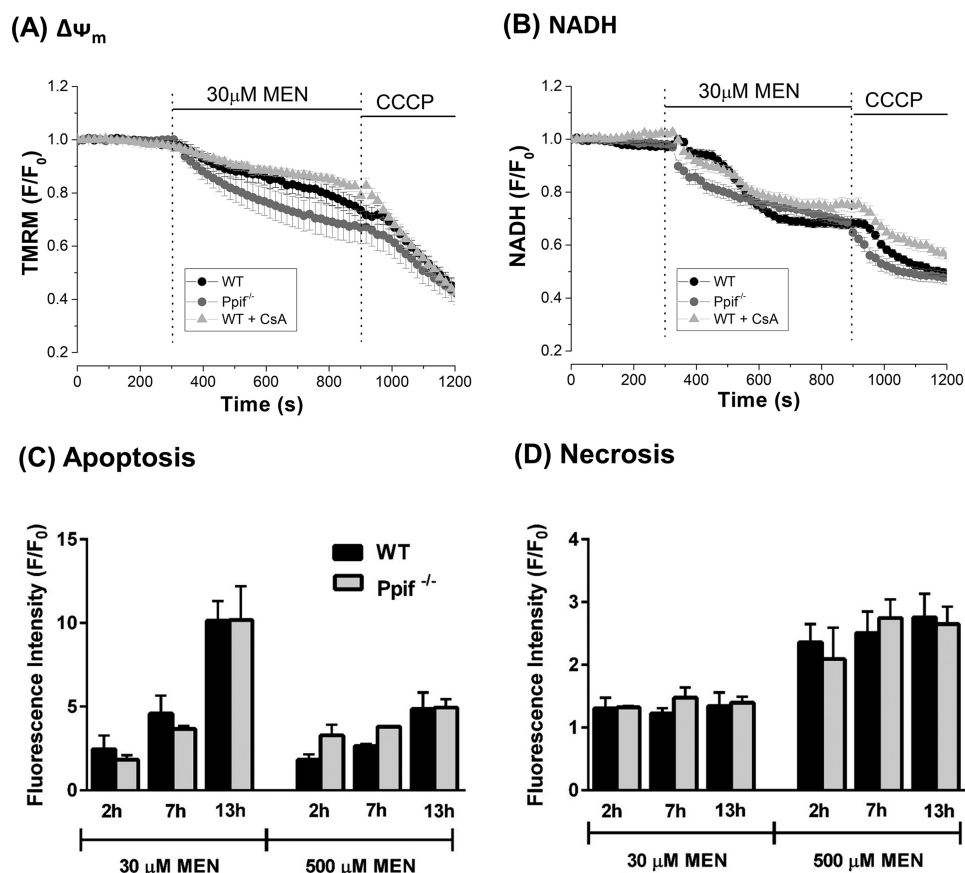 (A) Δψm
30μM MEN
CCCP
TMRM (F/F0)
1.2
1.0
0.8
0.6
0.4
0.2
WT
Ppif-/-
WT + CsA
0 200 400 600 800 1000 1200
Time (s)
(B) NADH
30μM MEN
CCCP
NADH (F/F0)
1.2
1.0
0.8
0.6
0.4
0.2
WT
Ppif-/-
WT + CsA
0 200 400 600 800 1000 1200
Time (s)
(C) Apoptosis
Fluorescence Intensity (F/F0)
15
10
5
0
WT
Ppif -/-
2h 7h 13h 2h 7h 13h
30 μM MEN 500 μM MEN
(D) Necrosis
Fluorescence Intensity (F/F0)
4
3
2
1
0
2h 7h 13h 2h 7h 13h
30 μM MEN 500 μM MEN